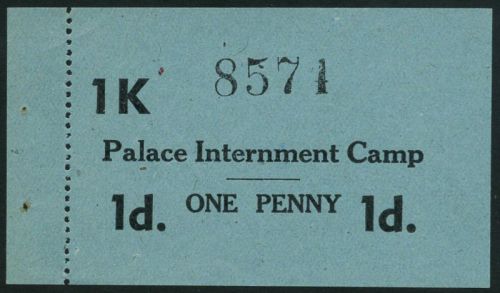 8571
1K
Palace Internment Camp
1d. ONE PENNY 1d.